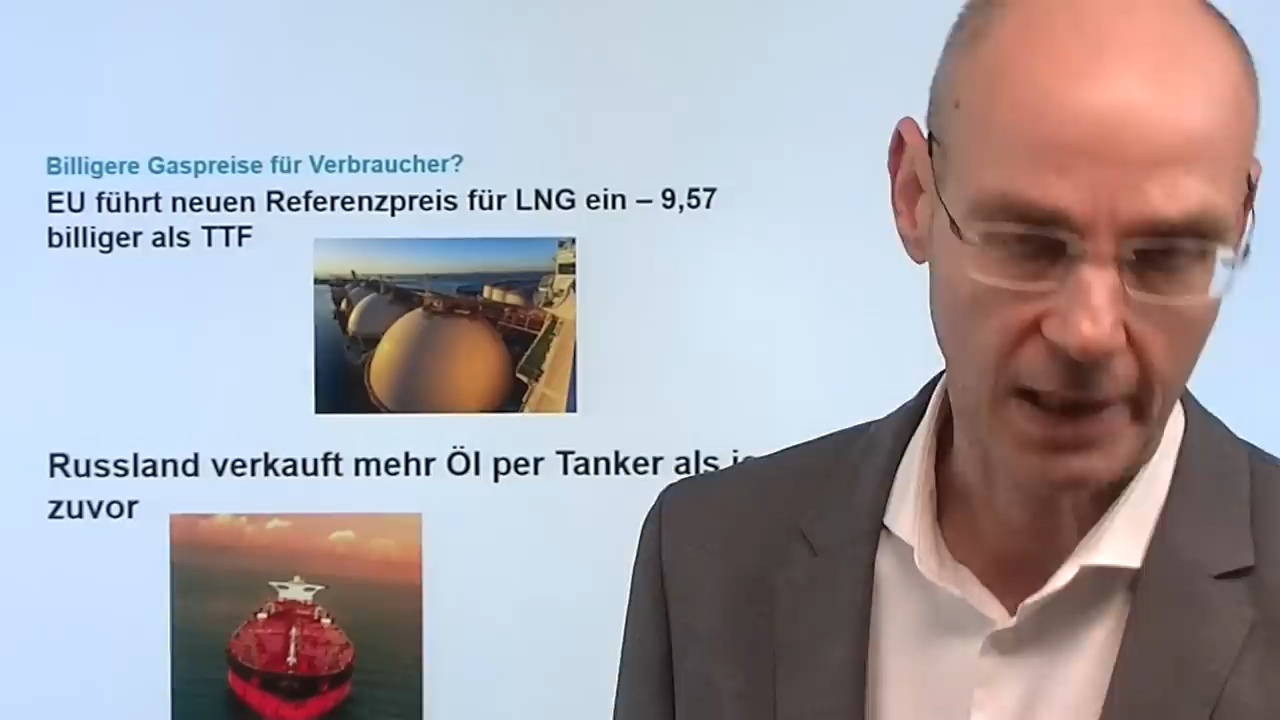 Billigere Gaspreise für Verbraucher?
EU führt neuen Referenzpreis für LNG ein – 9,57
billiger als TTF
Russland verkauft mehr Öl per Tanker als
zuvor